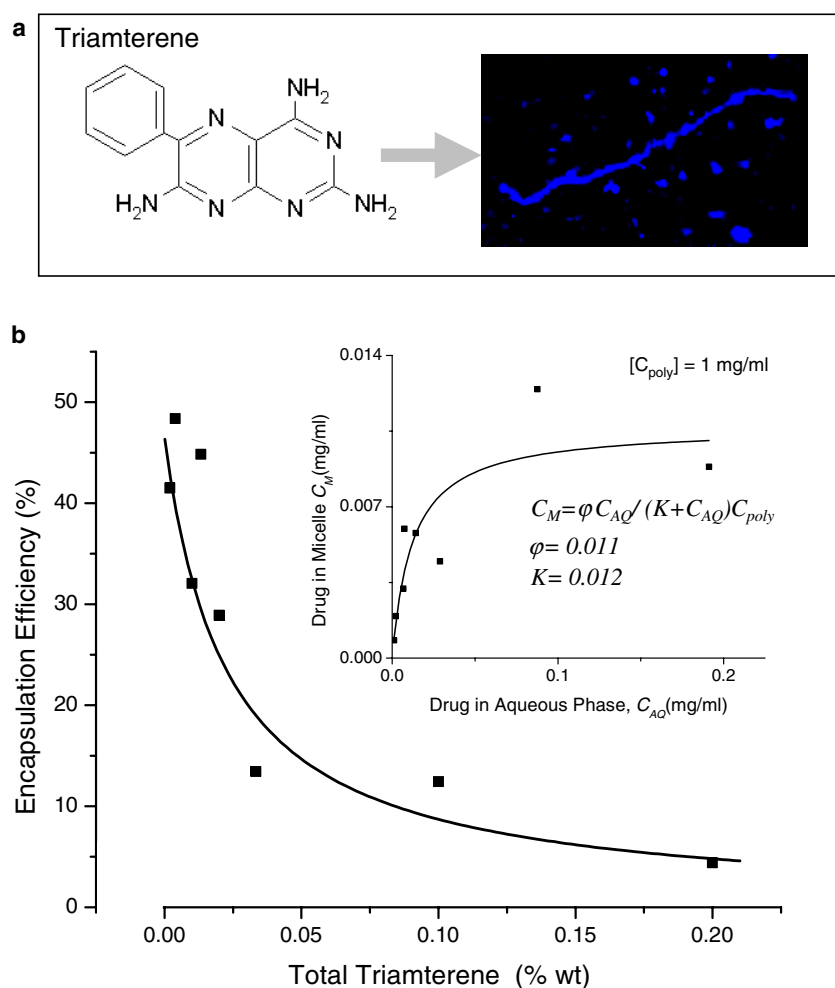 a
Triamterene
NH2
N
N
H2N
N
N
NH2
b
Encapsulation Efficiency (%)
50
40
30
20
10
0
0.00
0.05
0.10
0.15
0.20
Total Triamterene (% wt)
Drug in Micelle CM(mg/ml)
0.014
0.007
0.000
0.0
0.1
0.2
Drug in Aqueous Phase, CAQ(mg/ml)
[Cpoly] = 1 mg/ml
CM=φCAQ/(K+CAQ)Cpoly
φ= 0.011
K= 0.012